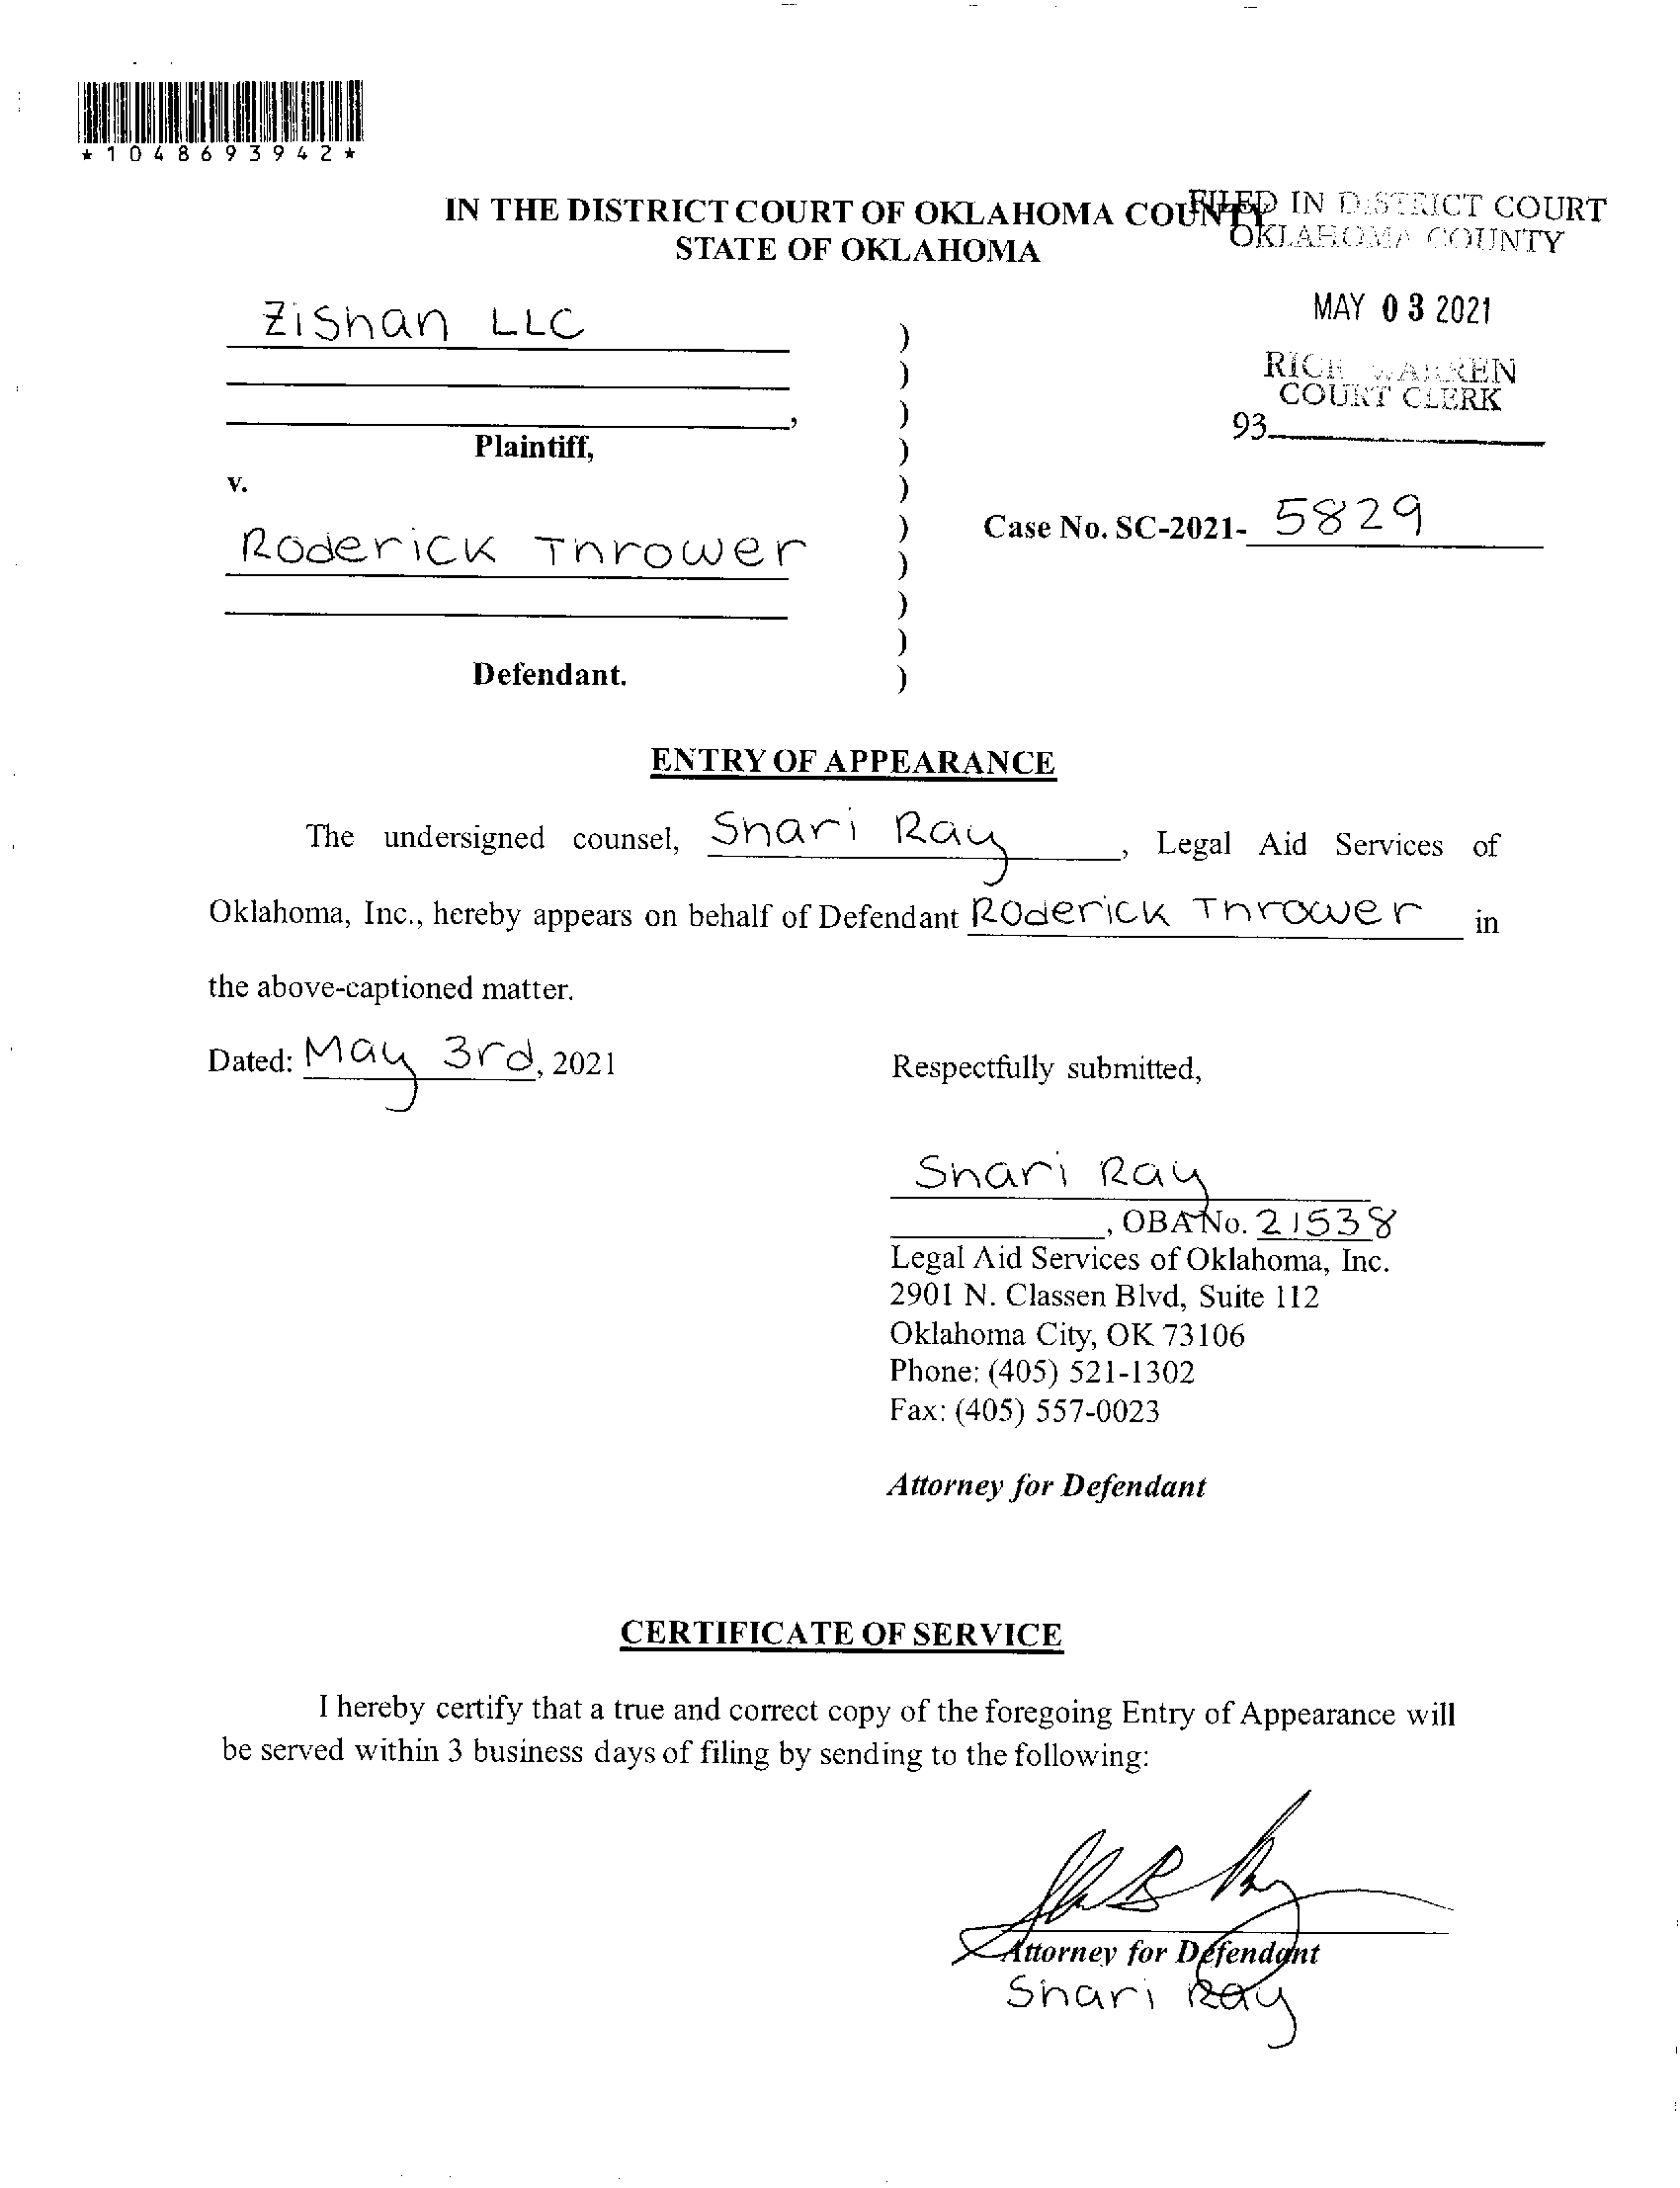 *1048693942*
IN THE DISTRICT COURT OF OKLAHOMA COUNTY
STATE OF OKLAHOMA
FILED IN DISTRICT COURT
OKLAHOMA COUNTY
MAY 03 2021
RICK WARREN
COURT CLERK
93
Zishan LLC )
)
, )
Plaintiff, )
v. )
Roderick Thrower )
Case No. SC-2021- 5829
)
)
)
Defendant. )
ENTRY OF APPEARANCE
The undersigned counsel, Shari Ray, Legal Aid Services of
Oklahoma, Inc., hereby appears on behalf of Defendant Roderick Thrower in
the above-captioned matter.
Dated: May 3rd, 2021
Respectfully submitted,
Shari Ray
, OBA No. 21538
Legal Aid Services of Oklahoma, Inc.
2901 N. Classen Blvd, Suite 112
Oklahoma City, OK 73106
Phone: (405) 521-1302
Fax: (405) 557-0023
Attorney for Defendant
CERTIFICATE OF SERVICE
I hereby certify that a true and correct copy of the foregoing Entry of Appearance will
be served within 3 business days of filing by sending to the following:
Attorney for Defendant
Shari Ray